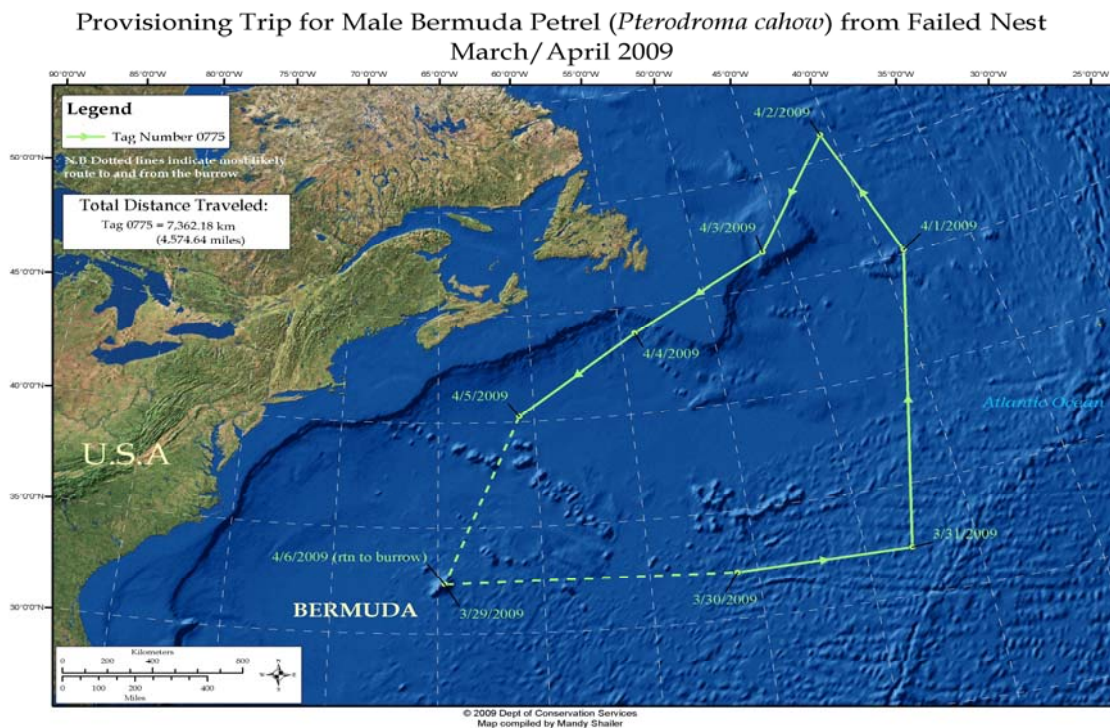 Provisioning Trip for Male Bermuda Petrel (Pterodroma cahow) from Failed Nest
March/April 2009
90°0'0"W 85°0'0"W 80°0'0"W 75°0'0"W 70°0'0"W 65°0'0"W 60°0'0"W 55°0'0"W 50°0'0"W 45°0'0"W 40°0'0"W 35°0'0"W 30°0'0"W 25°0'0"W
Legend
Tag Number 0775
N.B Dotted lines indicate most likely
route to and from the burrow
Total Distance Traveled:
Tag 0775 = 7,362.18 km
(4,574.64 miles)
50°0'0"N
45°0'0"N
40°0'0"N
35°0'0"N
30°0'0"N
4/2/2009
4/3/2009
4/1/2009
4/4/2009
4/5/2009
Atlantic Ocean
U.S.A
3/31/2009
4/6/2009 (rtn to burrow)
3/30/2009
BERMUDA
3/29/2009
Kilometers
0 200 400 600 800
0 100 200 400
Miles
N
W E
S
© 2009 Dept of Conservation Services
Map compiled by Mandy Shailer